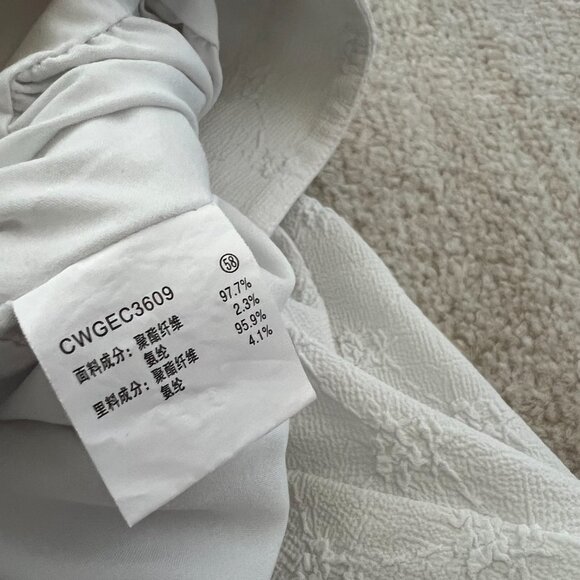 58
CWGEC3609
面料成分：聚酯纤维 97.7%
氨纶 2.3%
里料成分：聚酯纤维 95.9%
氨纶 4.1%